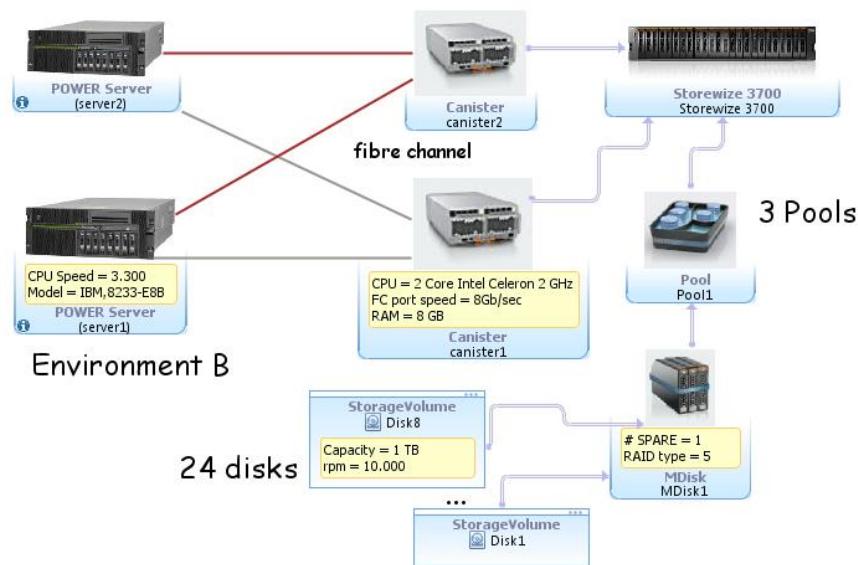 POWER Server
(server2)
Canister
canister2
Storewize 3700
Storewize 3700
fibre channel
CPU Speed = 3.300
Model = IBM,8233-E8B
POWER Server
(server1)
CPU = 2 Core Intel Celeron 2 GHz
FC port speed = 8Gb/sec
RAM = 8 GB
Canister
canister1
3 Pools
Pool
Pool1
Environment B
StorageVolume
Disk8
Capacity = 1 TB
rpm = 10.000
# SPARE = 1
RAID type = 5
MDisk
MDisk1
24 disks
...
StorageVolume
Disk1